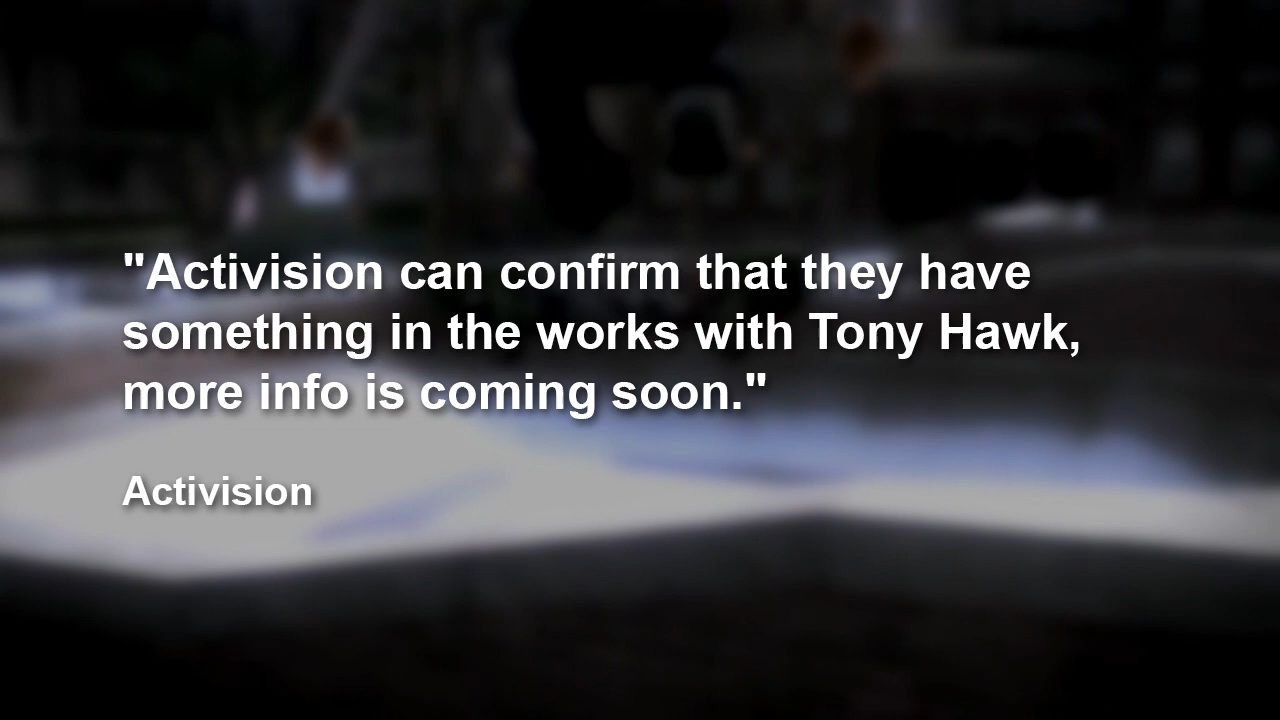 "Activision can confirm that they have
something in the works with Tony Hawk,
more info is coming soon."
Activision